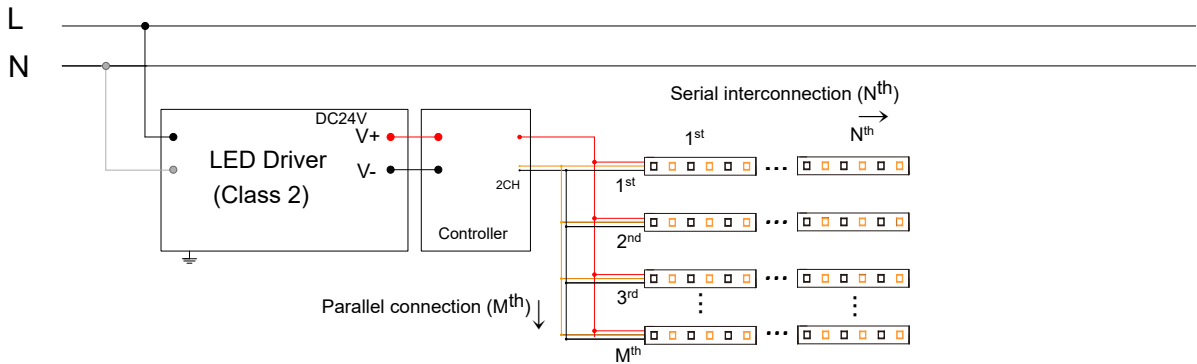 L
N
Serial interconnection (Nth)
1st
Nth
DC24V
V+
LED Driver
(Class 2)
V-
2CH
Controller
1st
2nd
3rd
Parallel connection (Mth)
Mth